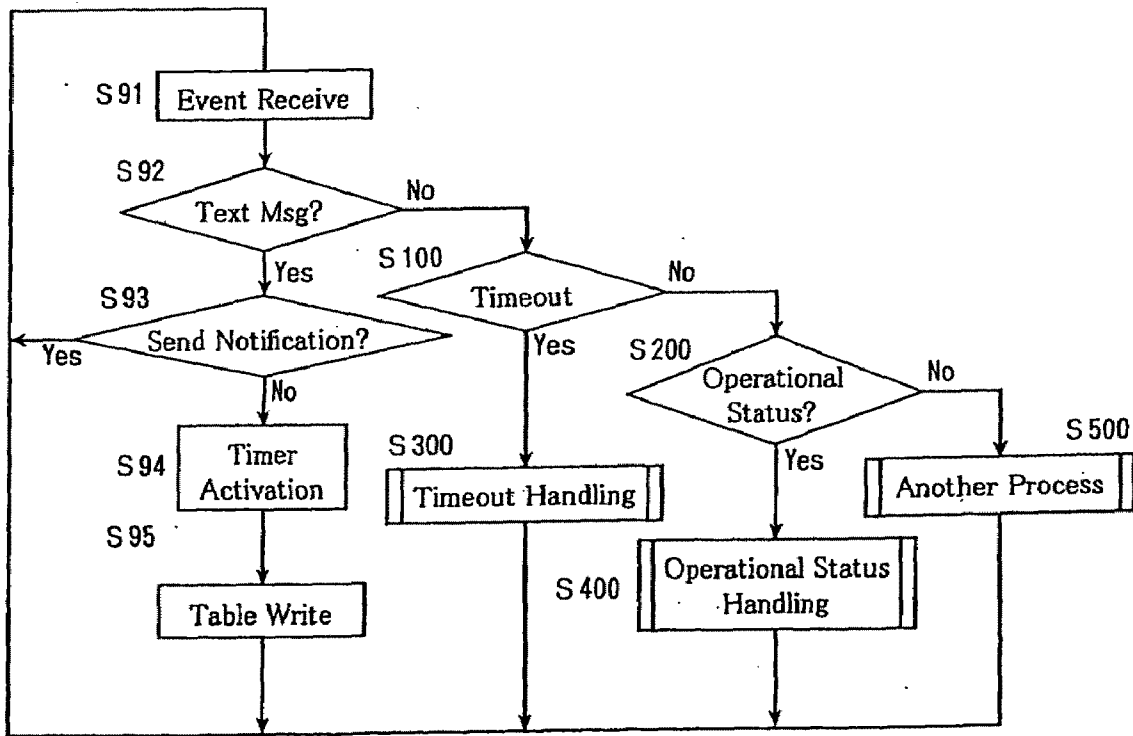 S91
Event Receive
S92
Text Msg?
No
Yes
S100
Timeout
No
Yes
S93
Send Notification?
Yes
No
S200
Operational
Status?
No
Yes
S94
Timer
Activation
S300
Timeout Handling
S500
Another Process
S95
Table Write
S400
Operational Status
Handling